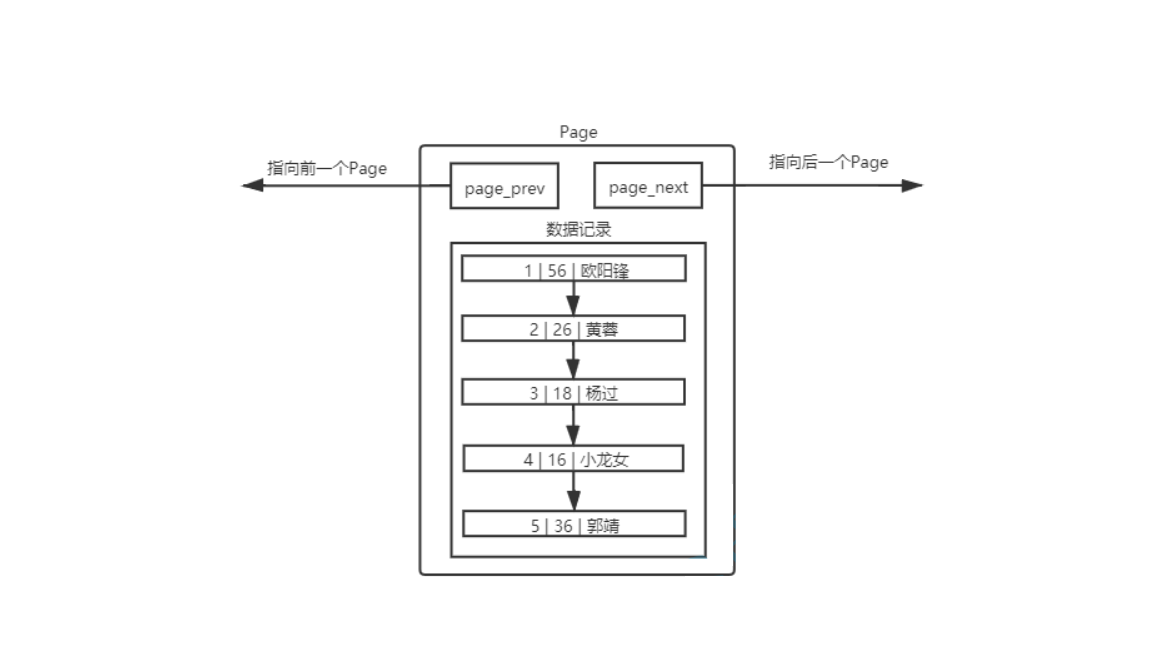 Page
指向前一个Page
指向后一个Page
page_prev
page_next
数据记录
1 | 56 | 欧阳锋
2 | 26 | 黄蓉
3 | 18 | 杨过
4 | 16 | 小龙女
5 | 36 | 郭靖